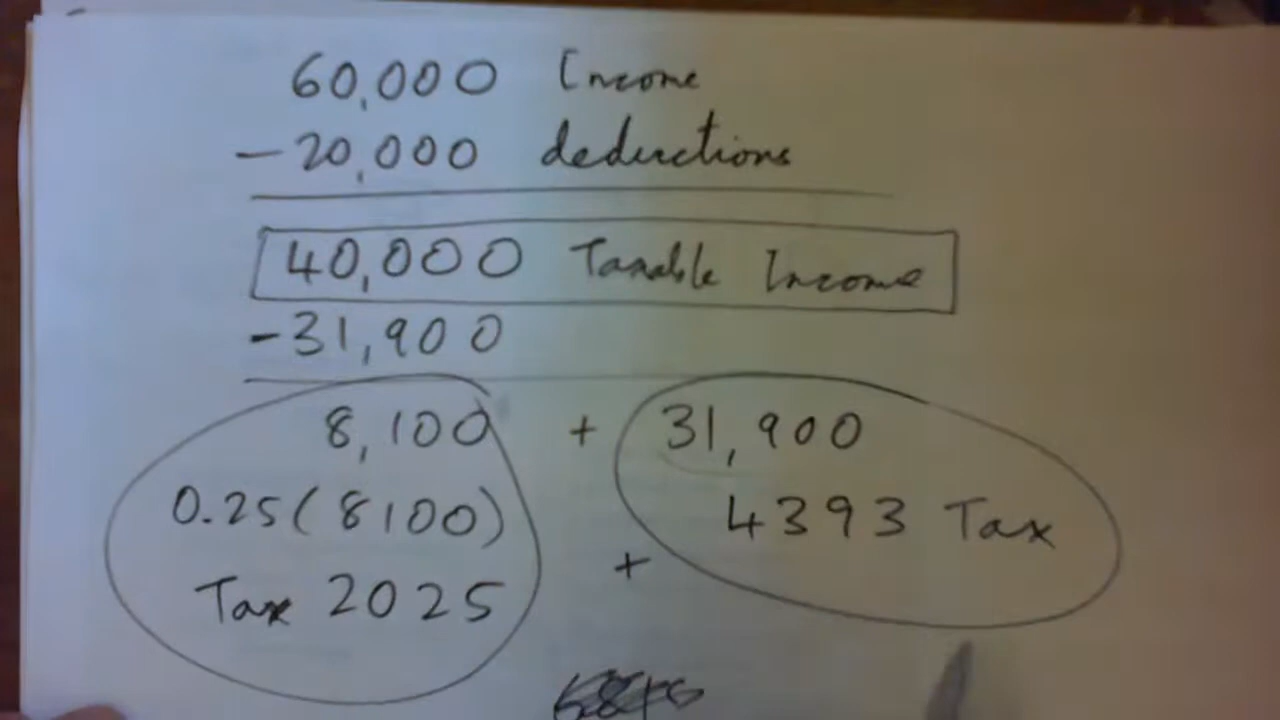 60,000 Income
-20,000 deductions
40,000 Taxable Income
-31,900
8,100 + 31,900
0.25(8100) 4393 Tax
+
Tax 2025